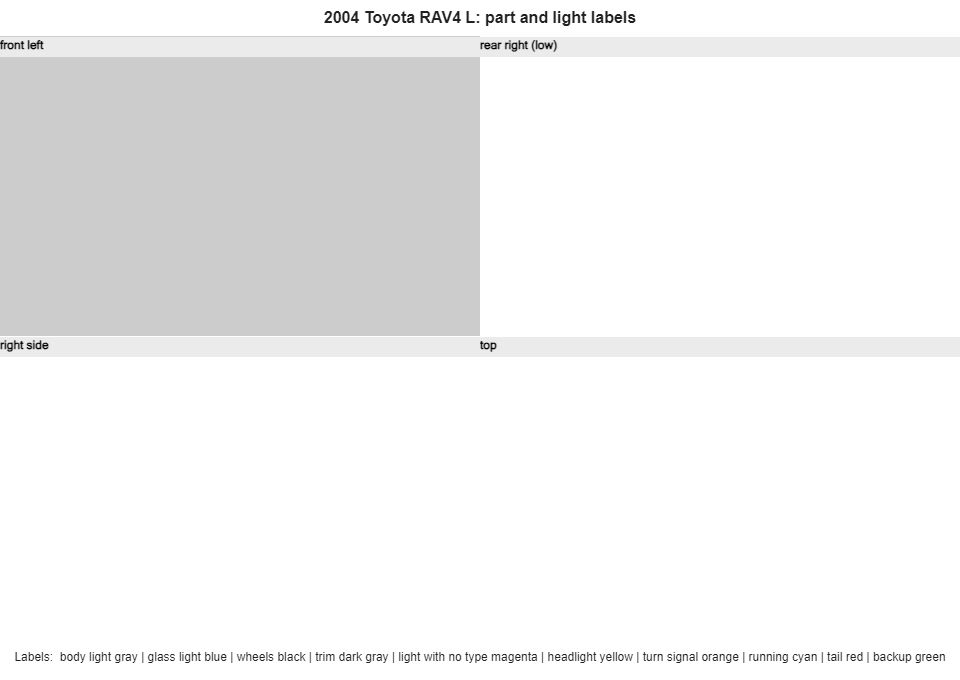 2004 Toyota RAV4 L: part and light labels
front left
rear right (low)
right side
top
Labels: body light gray | glass light blue | wheels black | trim dark gray | light with no type magenta | headlight yellow | turn signal orange | running cyan | tail red | backup green